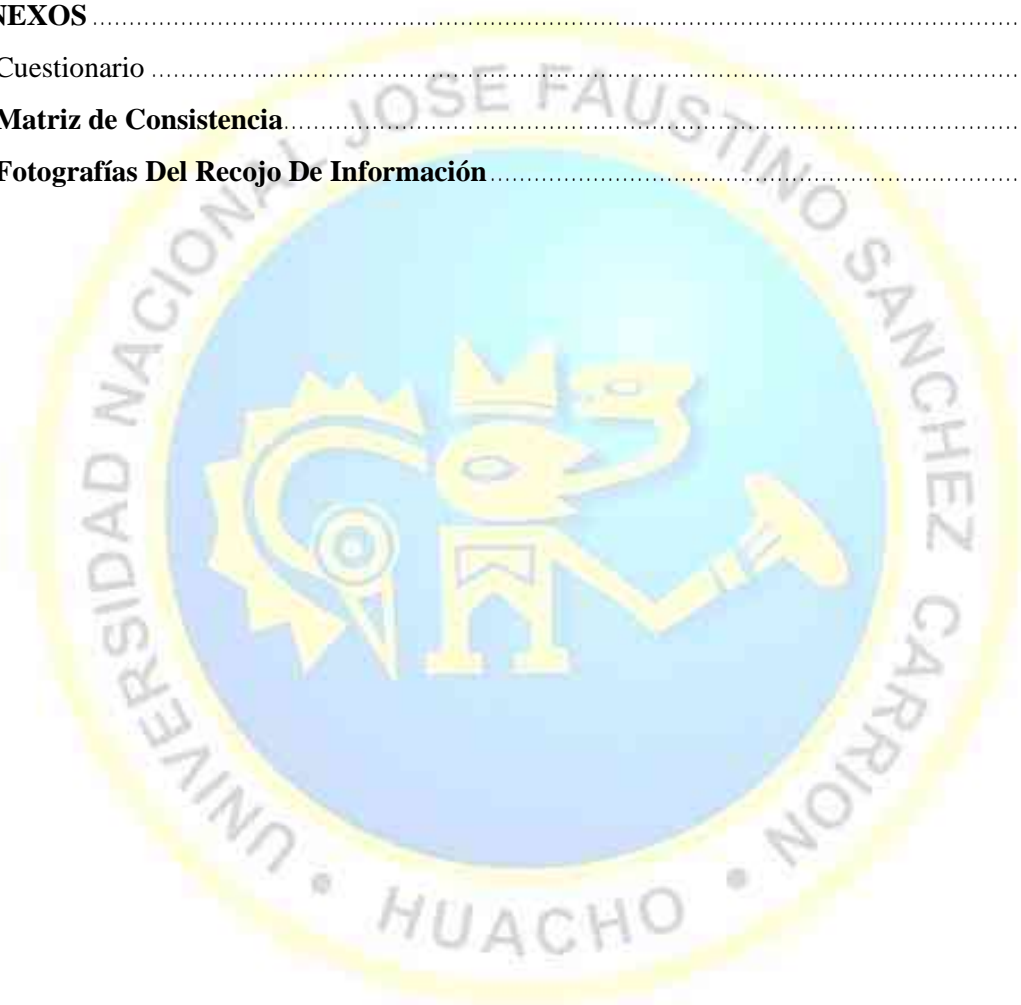 NEXOS
Cuestionario
Matriz de Consistencia
Fotografías Del Recojo De Información
UNIVERSIDAD NACIONAL JOSE FAUSTINO SANCHEZ CARRION • HUACHO •